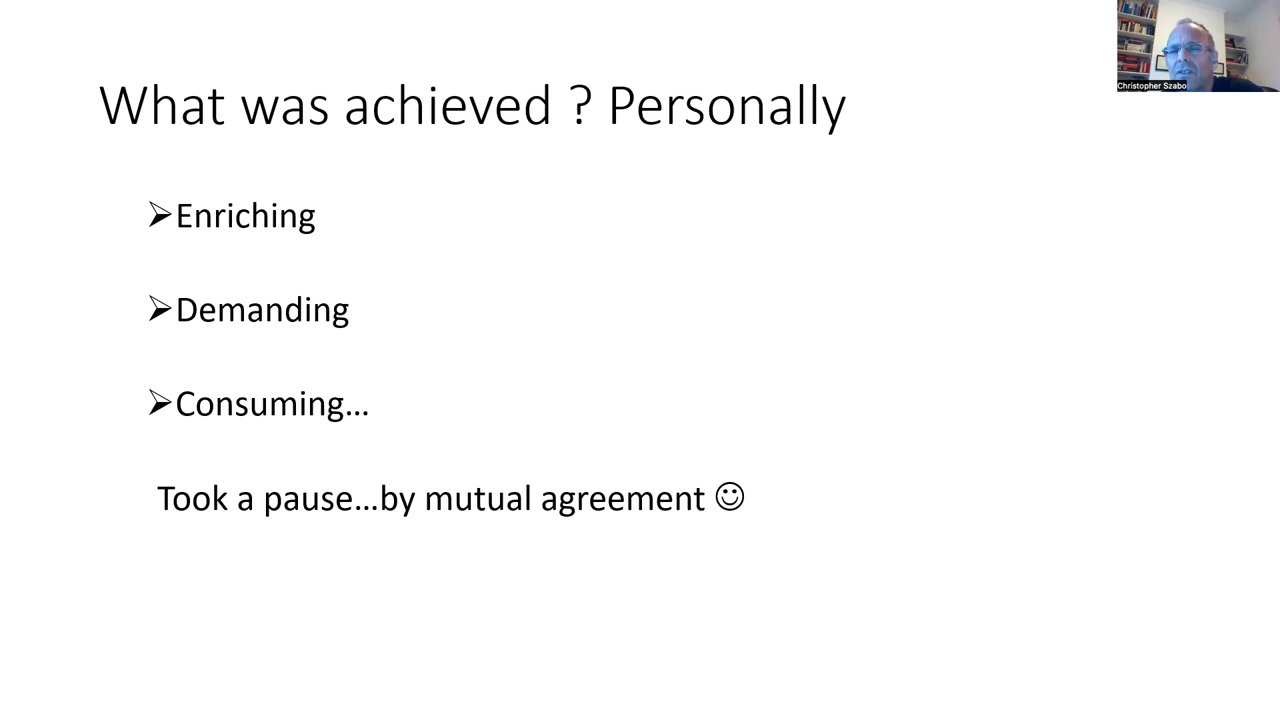 What was achieved ? Personally
Christopher Szabo
➢Enriching
➢Demanding
➢Consuming…
Took a pause…by mutual agreement ☺